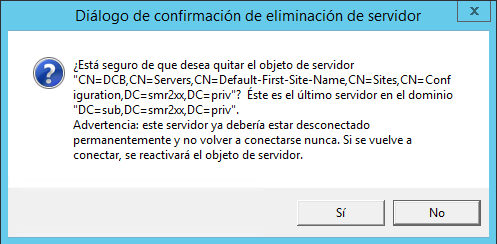 Diálogo de confirmación de eliminación de servidor
x
¿Está seguro de que desea quitar el objeto de servidor
"CN=DCB,CN=Servers,CN=Default-First-Site-Name,CN=Sites,CN=Conf
iguration,DC=smr2xx,DC=priv"? Éste es el último servidor en el dominio
"DC=sub,DC=smr2xx,DC=priv".
Advertencia: este servidor ya debería estar desconectado
permanentemente y no volver a conectarse nunca. Si se vuelve a
conectar, se reactivará el objeto de servidor.
Sí
No